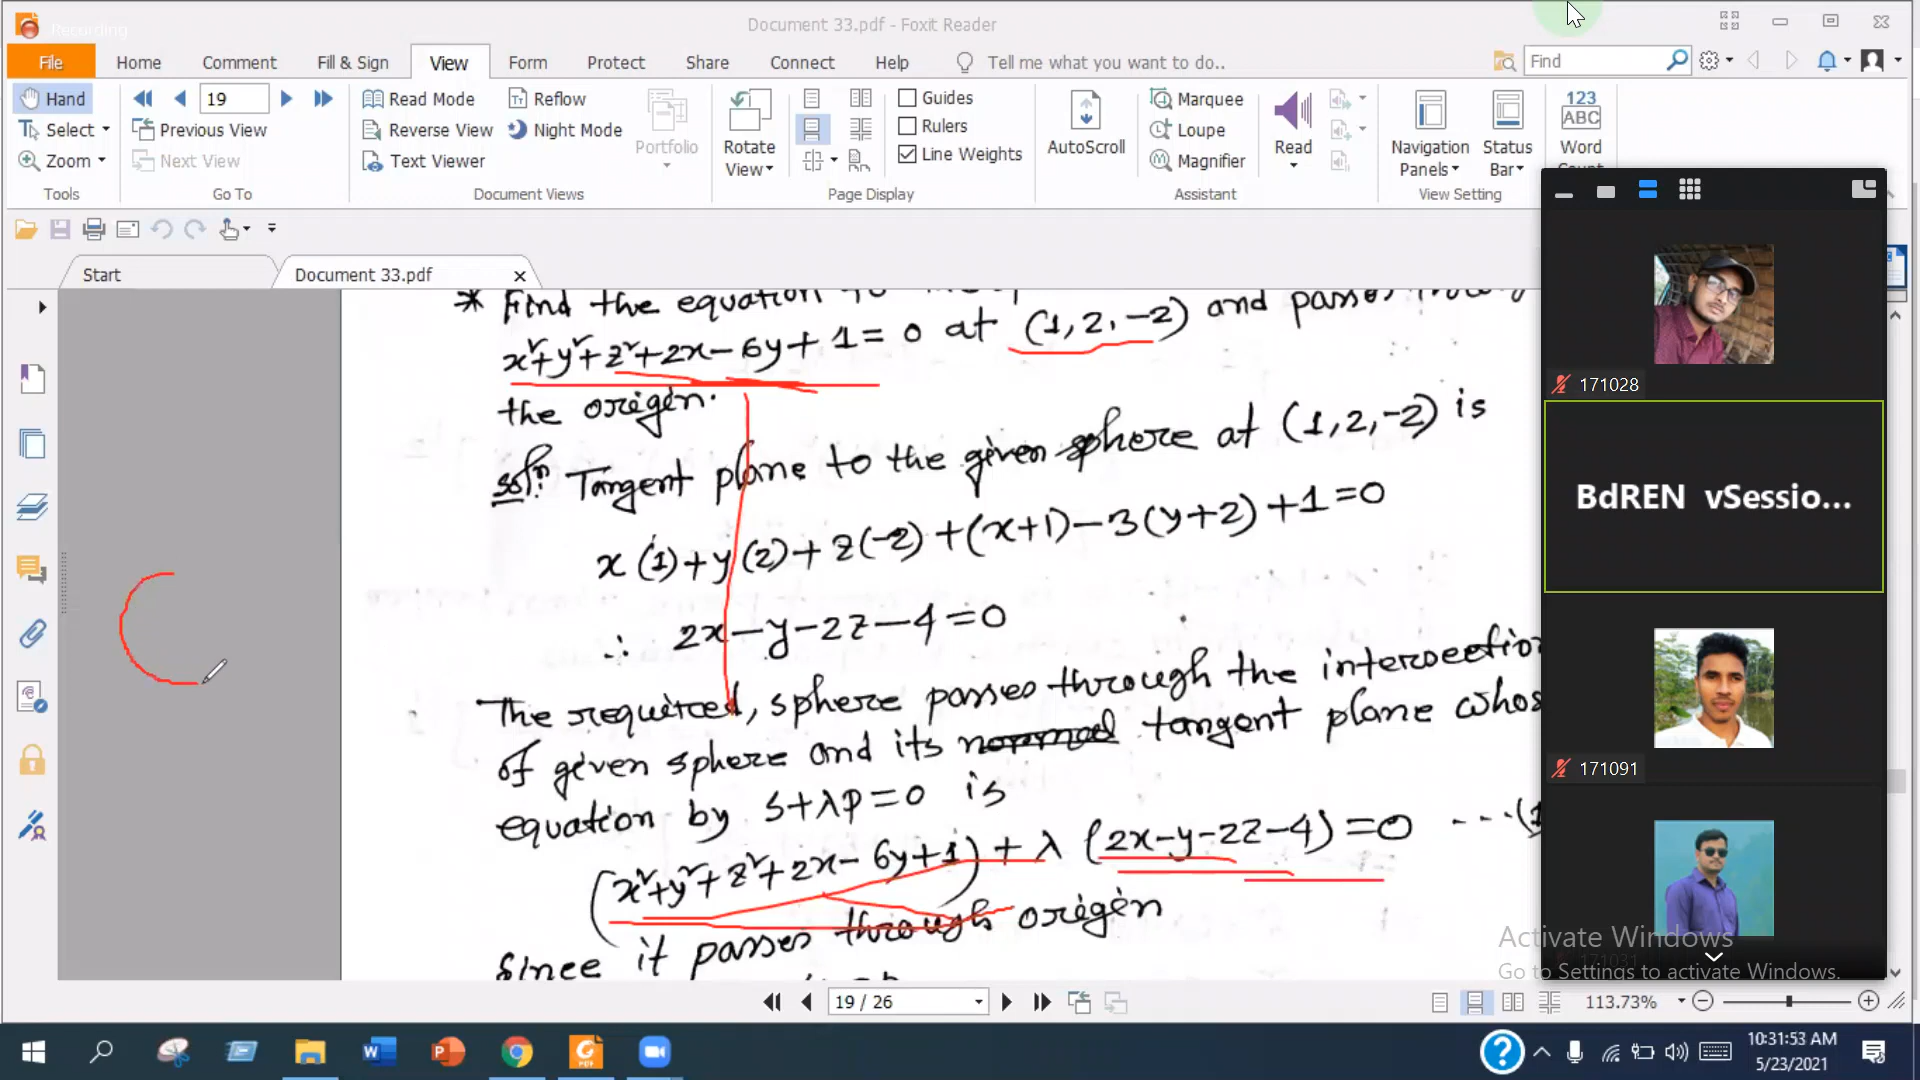 Recording
Document 33.pdf - Foxit Reader
File Home Comment Fill & Sign View Form Protect Share Connect Help Tell me what you want to do.. Find
Hand 19 Read Mode Reflow Guides Marquee 123
Select Previous View Reverse View Night Mode Portfolio Rotate View Rulers AutoScroll Loupe Read Navigation Panels Status Bar ABC Word
Zoom Next View Text Viewer Line Weights Magnifier
Tools Go To Document Views Page Display Assistant View Setting
Start Document 33.pdf
* Find the equation
x²+y²+z²+2x-6y+1=0 at (1,2,-2) and passes
the origin.
Solⁿ: Tangent plane to the given sphere at (1,2,-2) is
x(1)+y(2)+z(-2)+(x+1)-3(y+2)+1=0
∴ 2x-y-2z-4=0
The required, sphere passes through the intersection
of given sphere and its tangent plane whos
equation by S+λP=0 is
(x²+y²+z²+2x-6y+1)+λ(2x-y-2z-4)=0 ---(1
Since it passes through origin
171028
BdREN vSessio...
171091
Activate Windows
Go to Settings to activate Windows.
19 / 26
113.73%
10:31:53 AM
5/23/2021